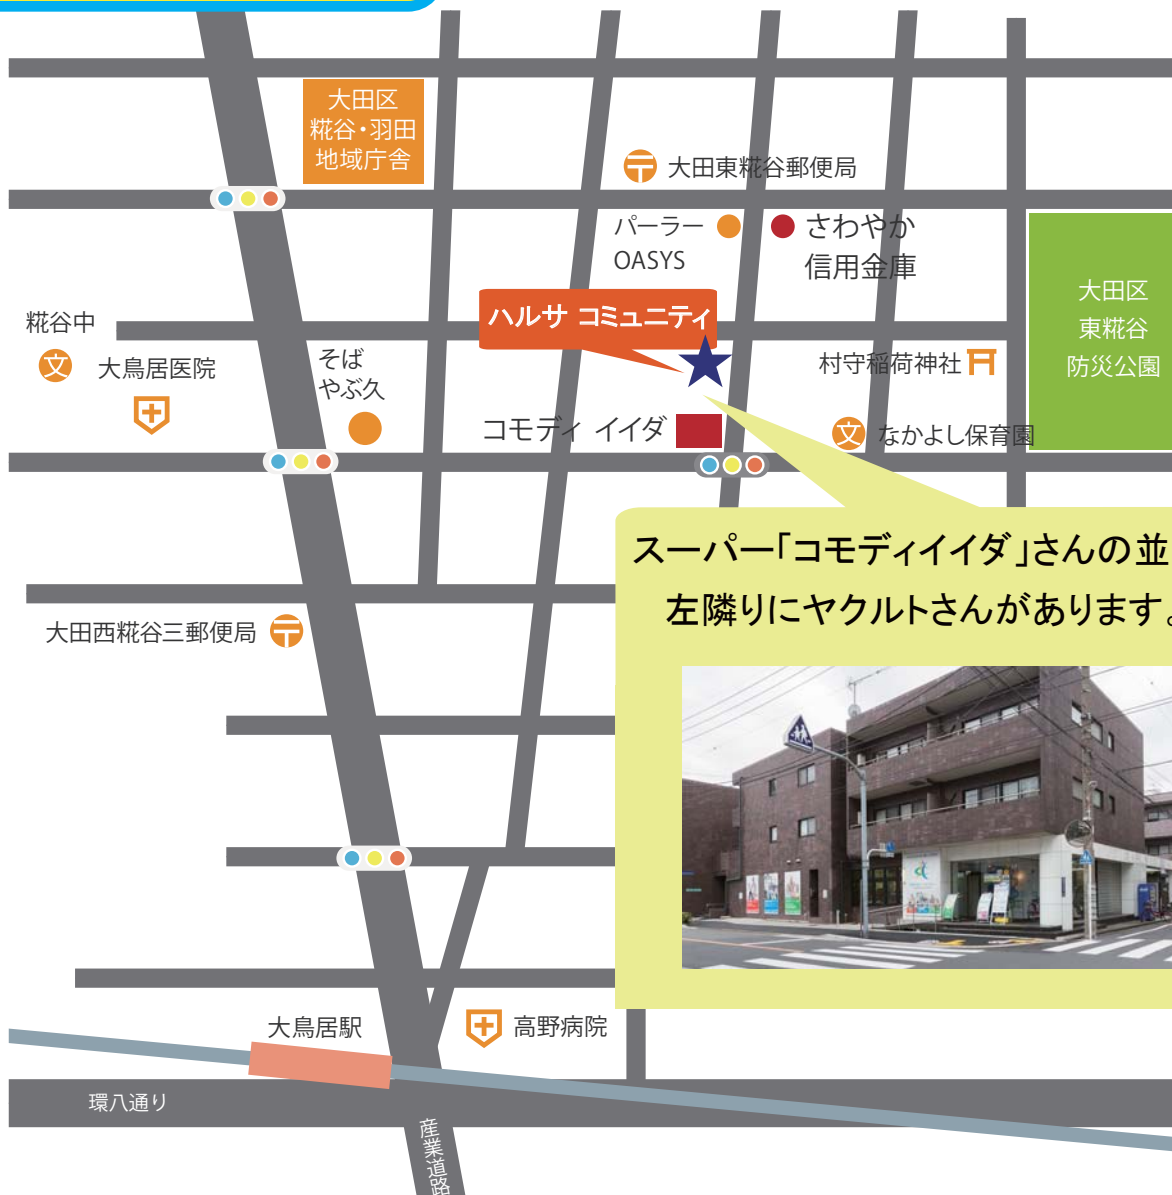 大田区
糀谷・羽田
地域庁舎
大田東糀谷郵便局
パーラー
OASYS
さわやか
信用金庫
大田区
東糀谷
防災公園
糀谷中
文
大鳥居医院
そば
やぶ久
ハルサ コミュニティ
村守稲荷神社
コモディ イイダ
文
なかよし保育園
スーパー「コモディイイダ」さんの並
左隣りにヤクルトさんがあります。
大田西糀谷三郵便局
大鳥居駅
高野病院
環八通り
産業道路